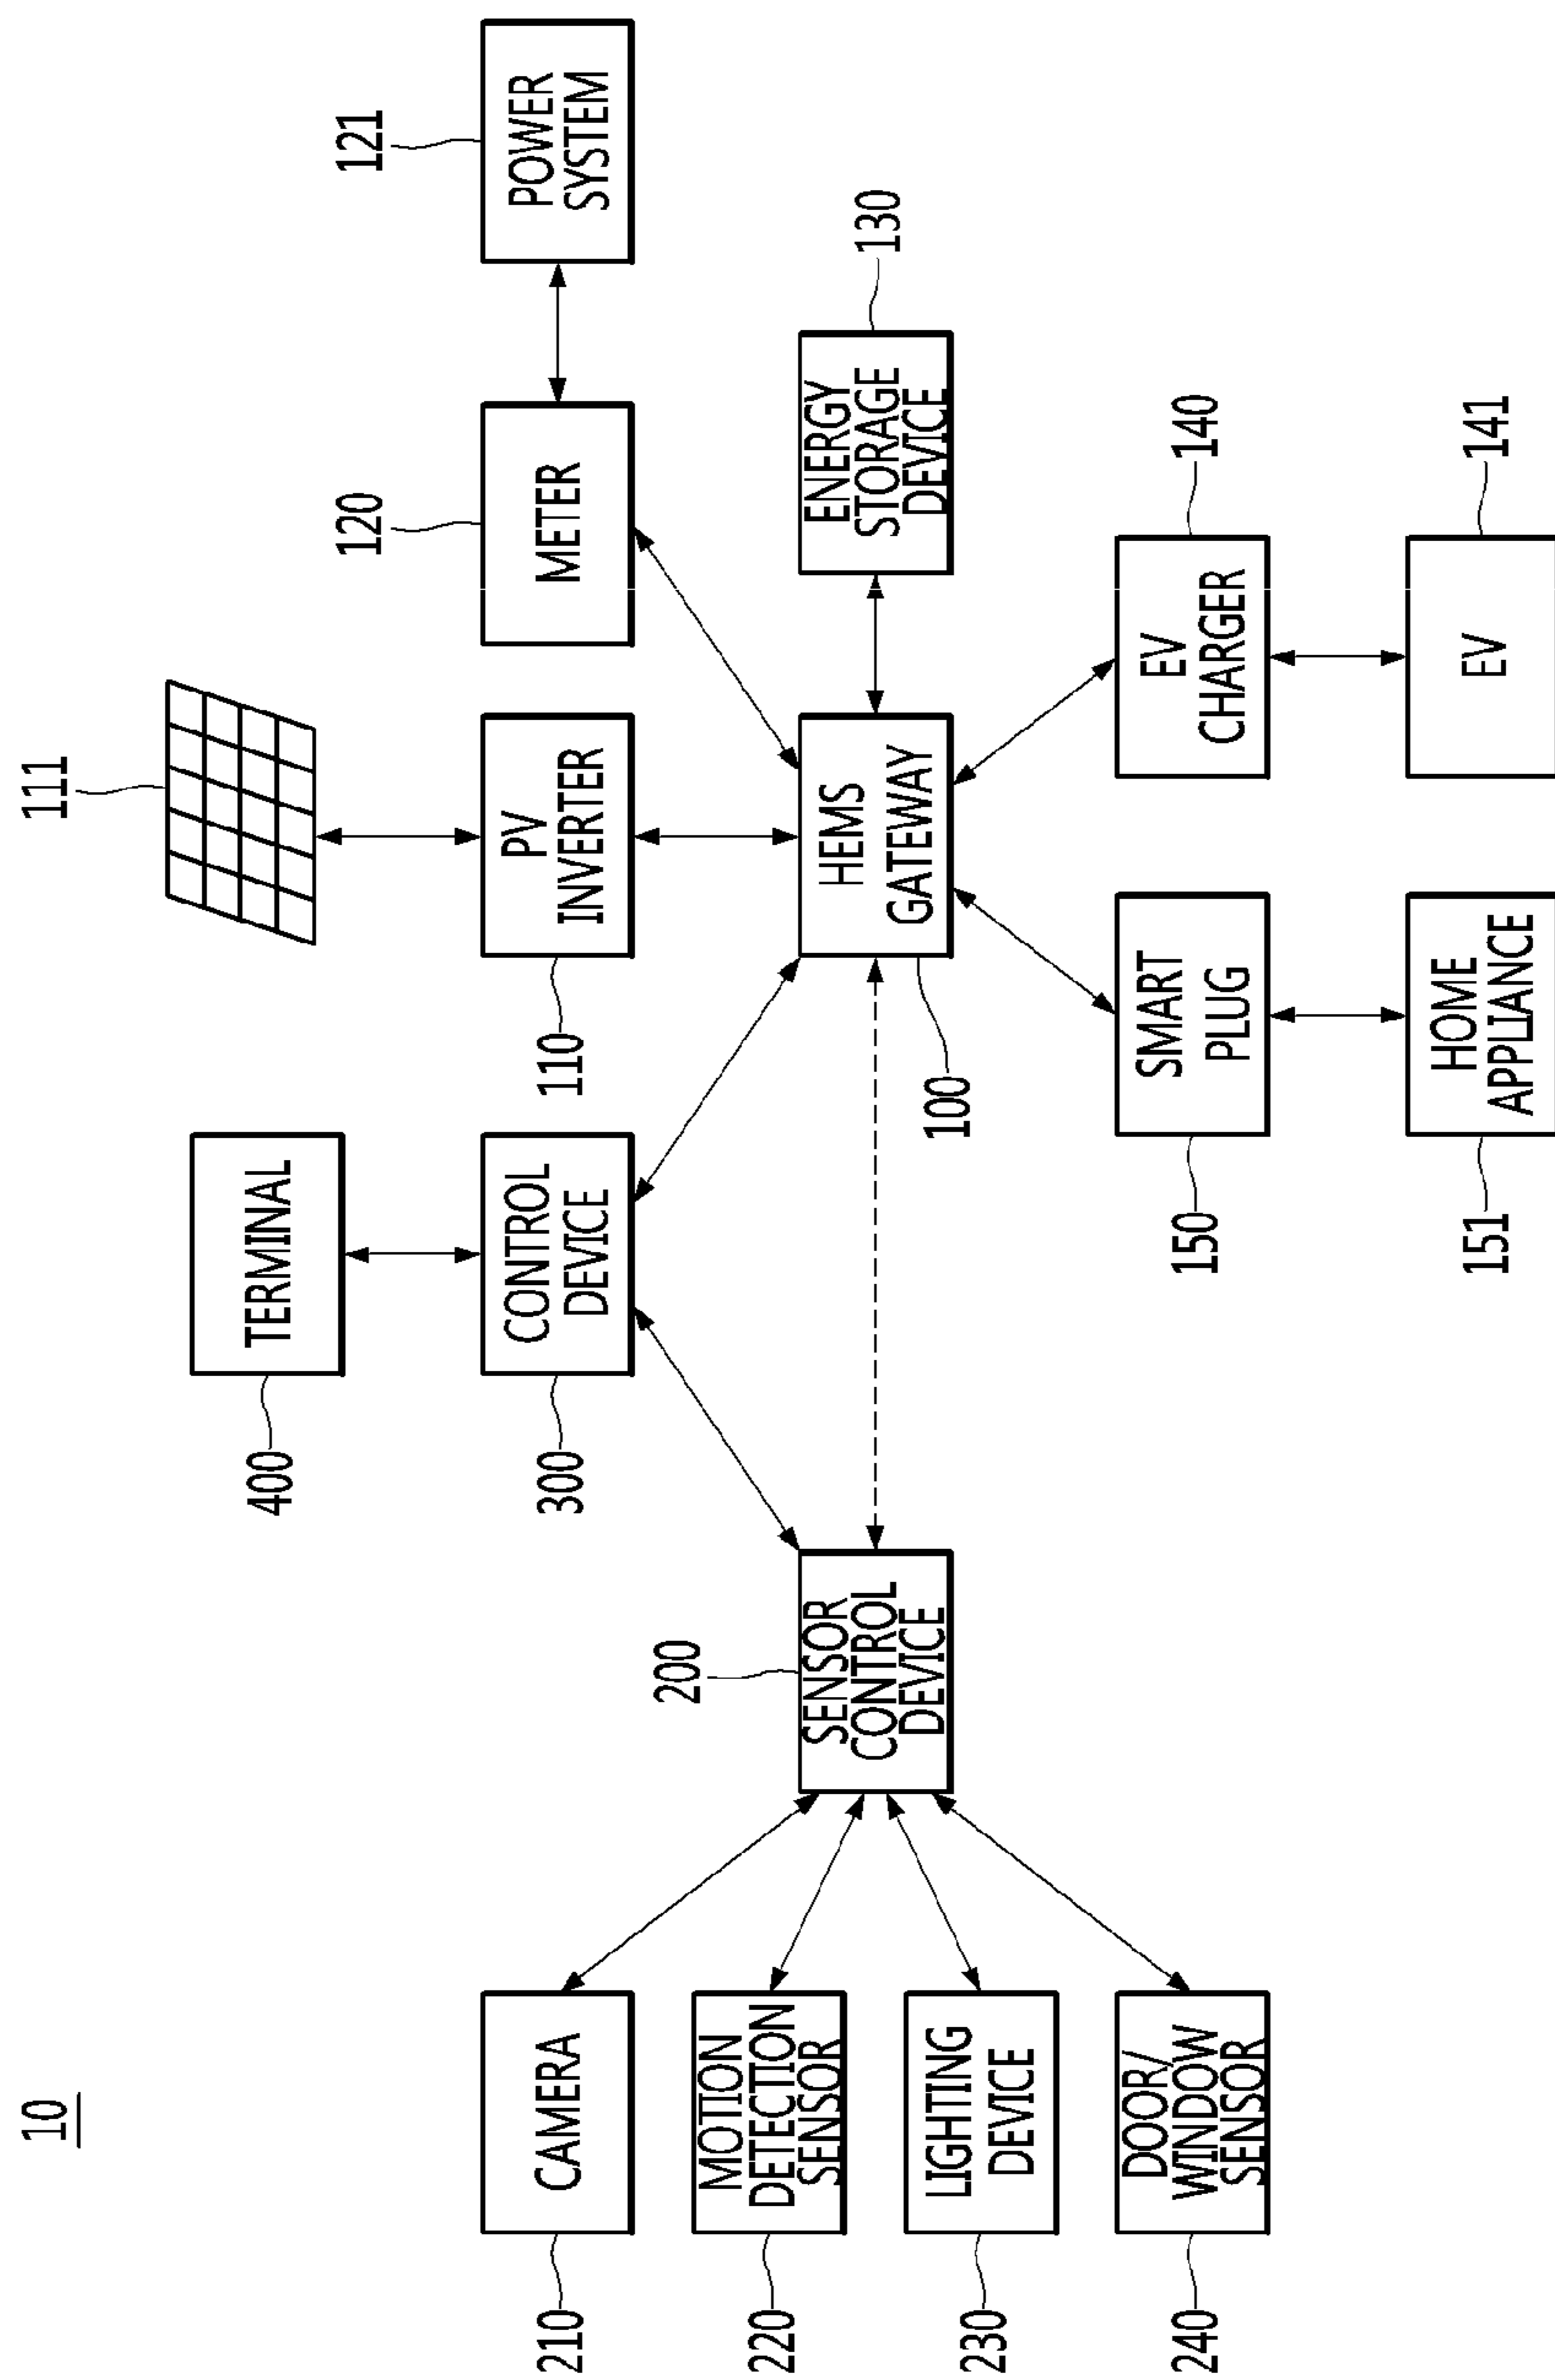 10
111
400
TERMINAL
120
121
210
CAMERA
300
CONTROL
DEVICE
110
PV
INVERTER
METER
POWER
SYSTEM
220
MOTION
DETECTION
SENSOR
200
SENSOR
CONTROL
DEVICE
HEMS
GATEWAY
100
ENERGY
STORAGE
DEVICE
130
230
LIGHTING
DEVICE
240
DOOR/
WINDOW
SENSOR
150
SMART
PLUG
EV
CHARGER
140
151
HOME
APPLIANCE
EV
141